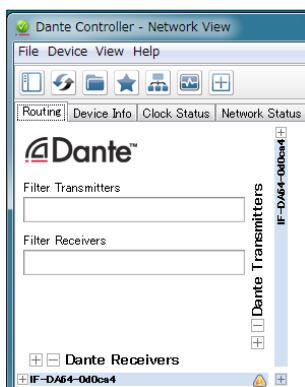 Dante Controller - Network View
File Device View Help
Routing Device Info Clock Status Network Status
Dante™
Filter Transmitters
Filter Receivers
Dante Transmitters
IF-DA64-0d0ca4
Dante Receivers
IF-DA64-0d0ca4